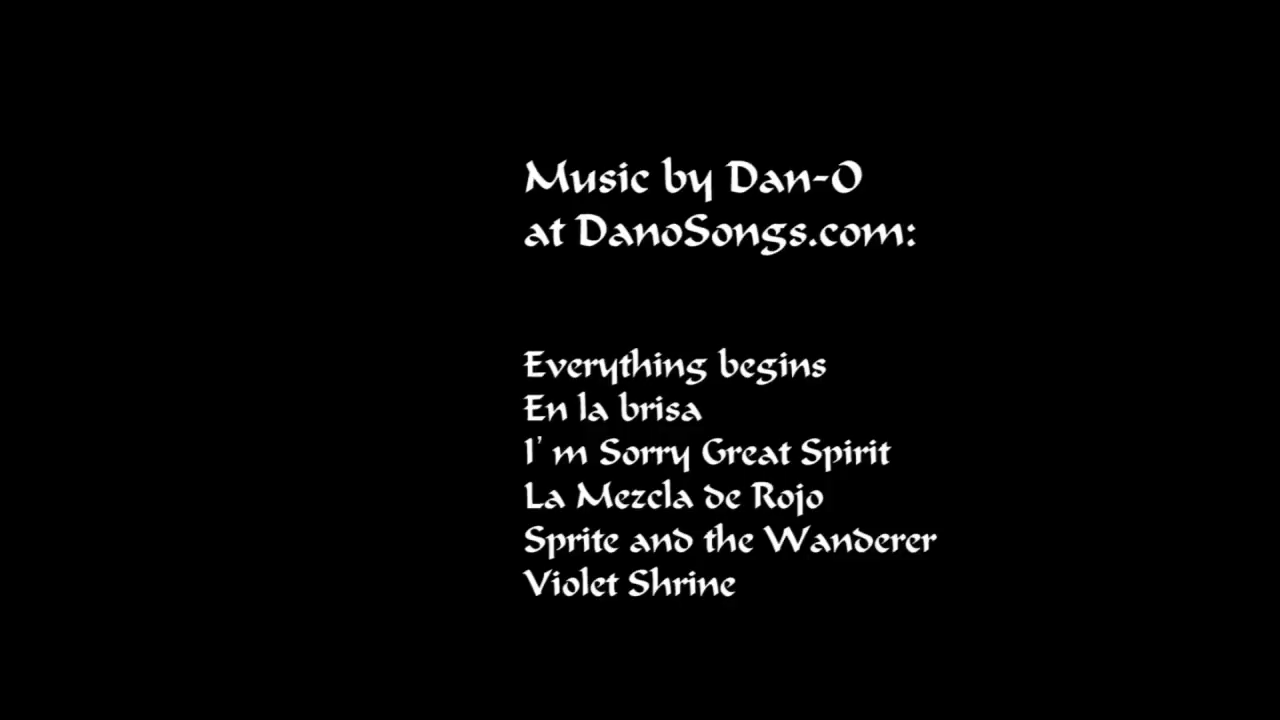 Music by Dan-O
at DanoSongs.com:
Everything begins
En la brisa
I'm Sorry Great Spirit
La Mezcla de Rojo
Sprite and the Wanderer
Violet Shrine